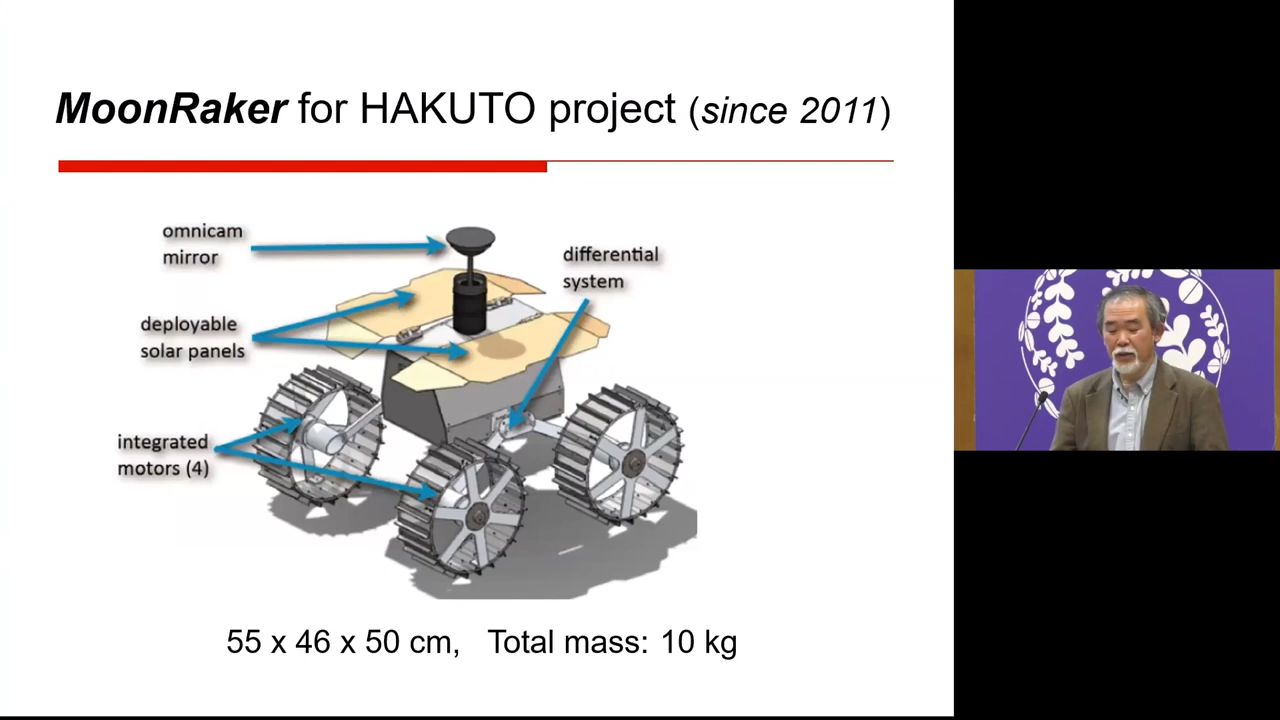 MoonRaker for HAKUTO project (since 2011)
omnicam
mirror
differential
system
deployable
solar panels
integrated
motors (4)
55 x 46 x 50 cm, Total mass: 10 kg